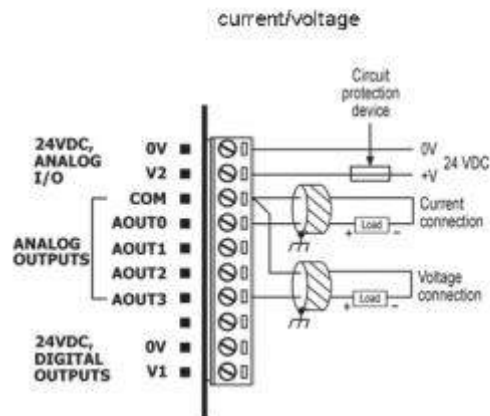 current/voltage
Circuit
protection
device
24VDC,
ANALOG
I/O
0V
V2
COM
AOUT0
AOUT1
AOUT2
AOUT3
ANALOG
OUTPUTS
24VDC,
DIGITAL
OUTPUTS
0V
V1
0V
24 VDC
+V
Current
connection
+ Load −
Voltage
connection
+ Load −